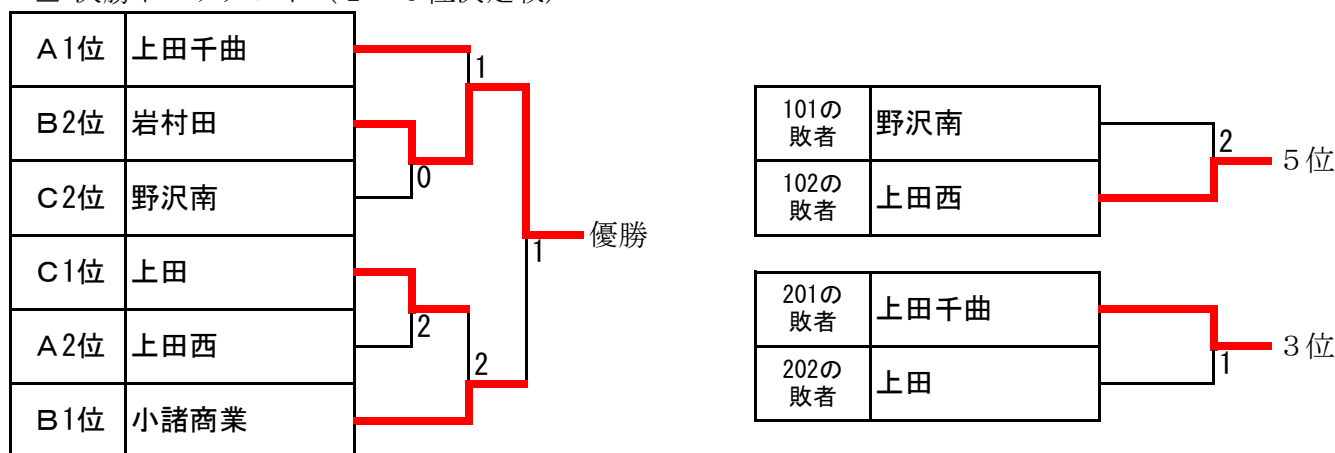 A1位 上田千曲
B2位 岩村田
C2位 野沢南
C1位 上田
A2位 上田西
B1位 小諸商業
1
0
2
2
1
優勝
101の
敗者
野沢南
102の
敗者
上田西
2
5位
201の
敗者
上田千曲
202の
敗者
上田
1
3位